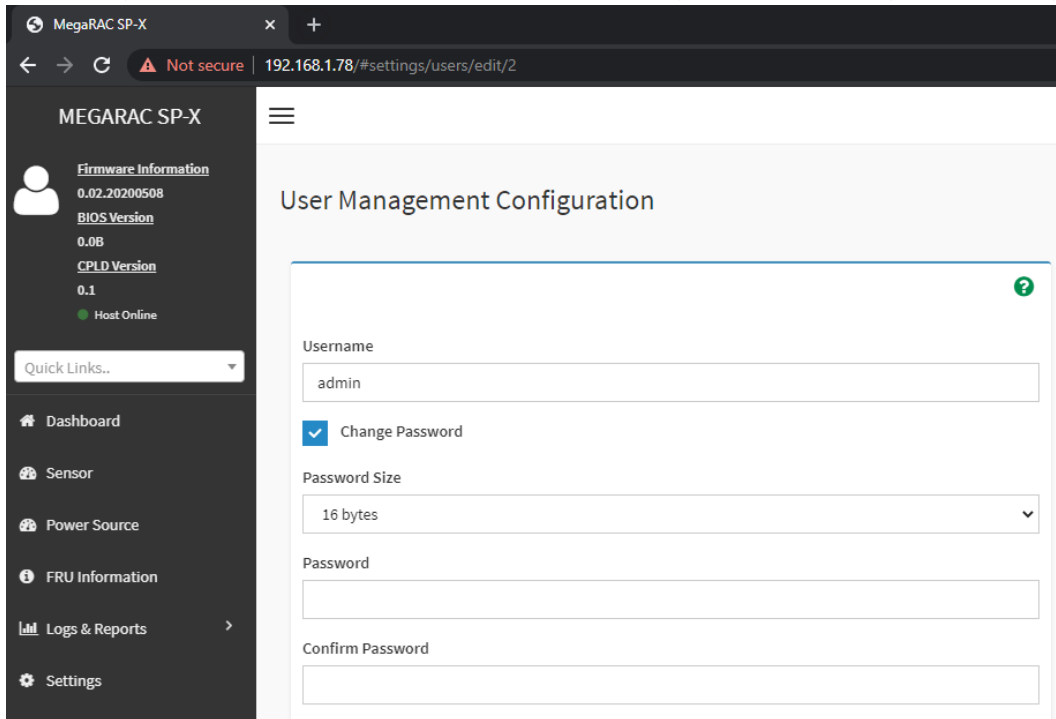 MegaRAC SP-X
Not secure 192.168.1.78/#settings/users/edit/2
MEGARAC SP-X
Firmware Information
0.02.20200508
BIOS Version
0.0B
CPLD Version
0.1
Host Online
Quick Links..
Dashboard
Sensor
Power Source
FRU Information
Logs & Reports
Settings
User Management Configuration
Username
admin
Change Password
Password Size
16 bytes
Password
Confirm Password